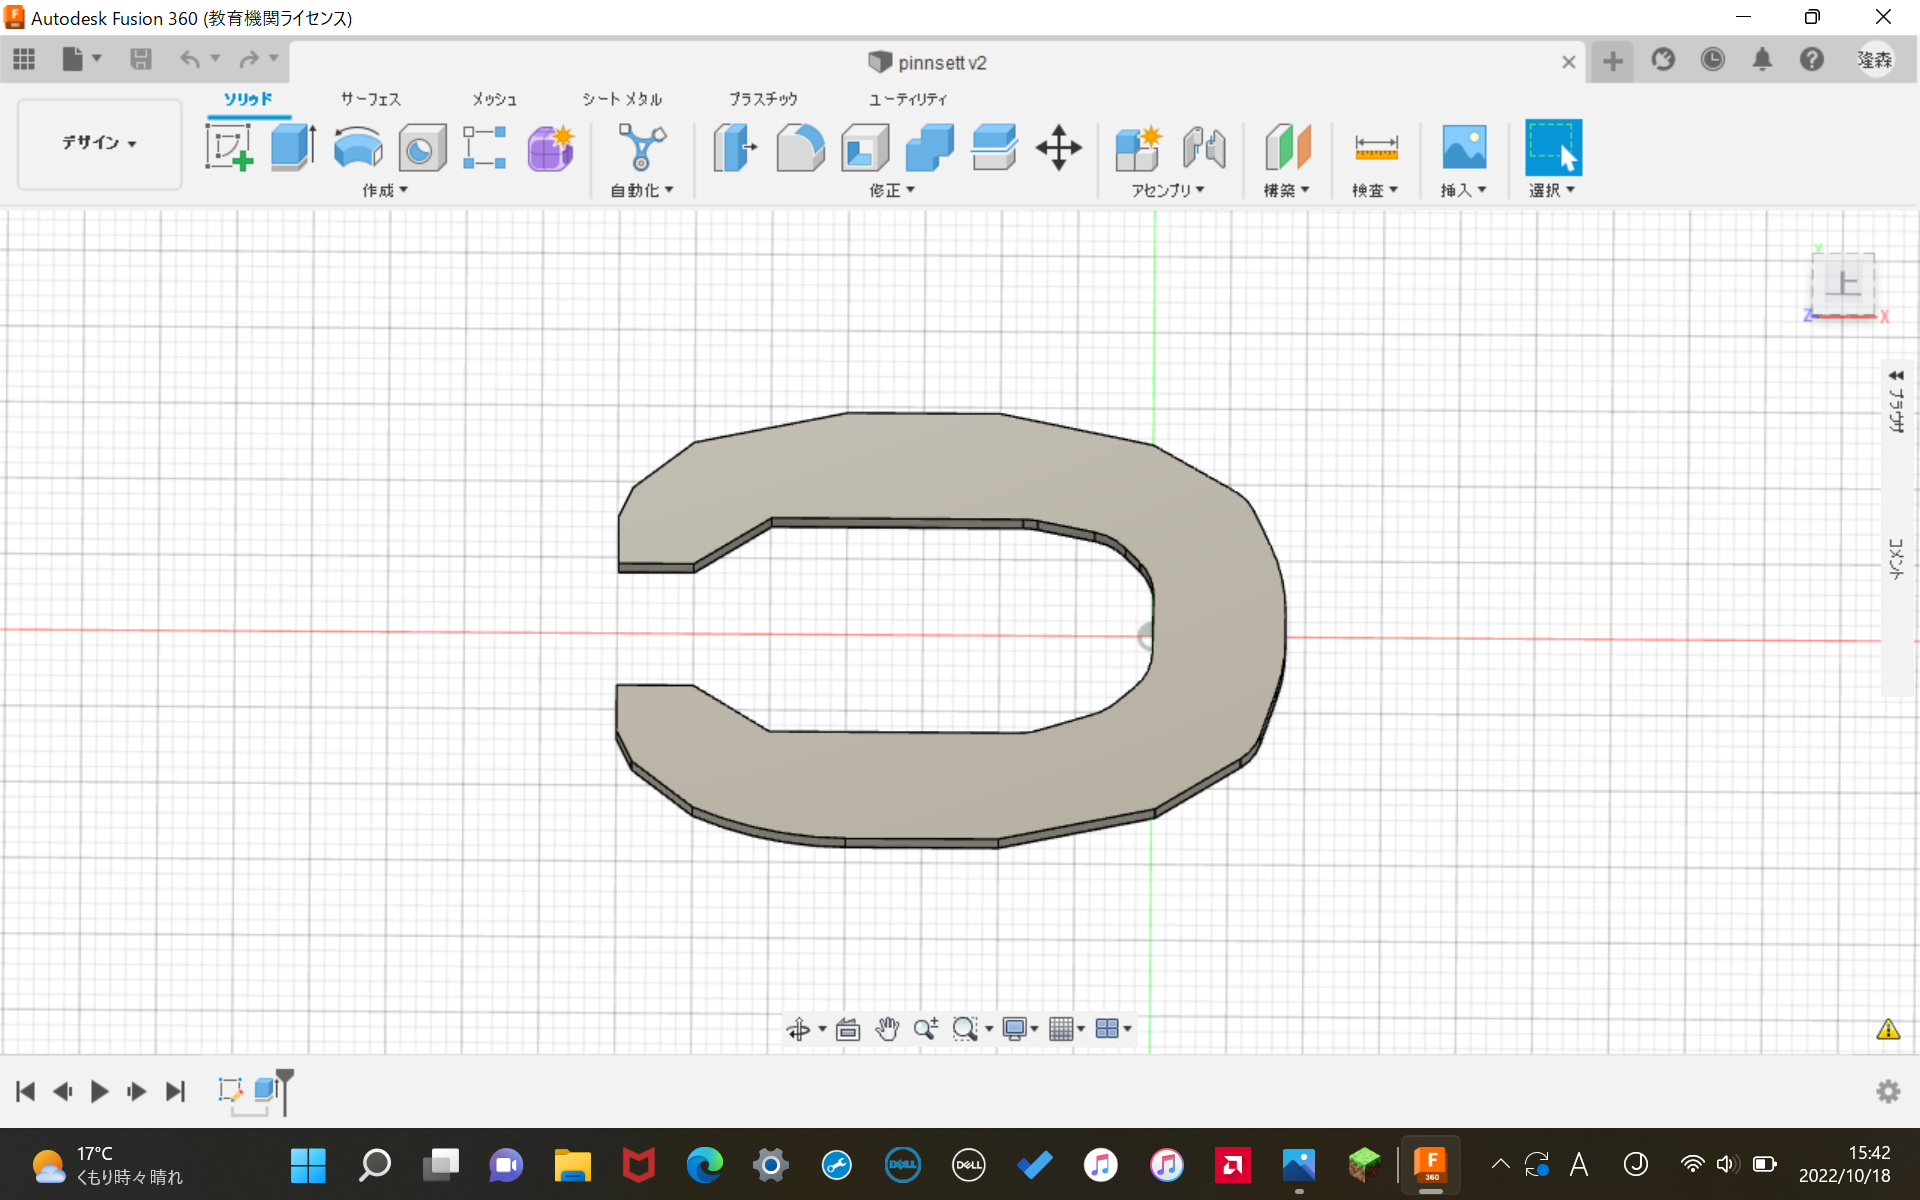 Autodesk Fusion 360 (教育機関ライセンス)
pinnsett v2
隆森
デザイン
ソリッド
サーフェス
メッシュ
シート メタル
プラスチック
ユーティリティ
作成
自動化
修正
アセンブリ
構築
検査
挿入
選択
Y
上
Z
X
ブラウザ
コメント
17°C
くもり時々晴れ
DELL
DELL
F
360
A
J
15:42
2022/10/18